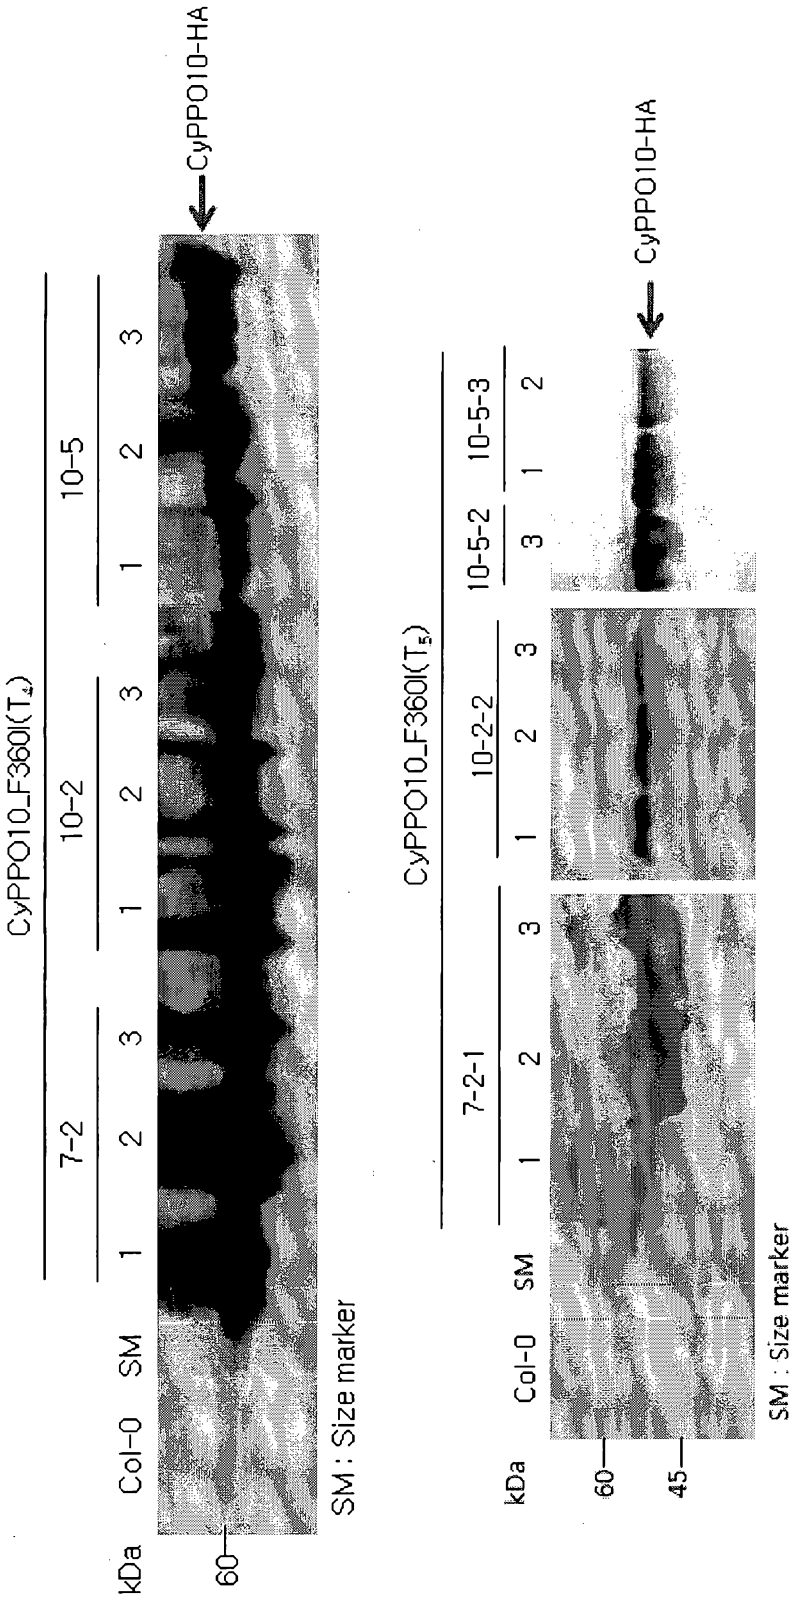 CyPPO10_F360I(T4)
7-2 10-2 10-5
kDa Col-0 SM 1 2 3 1 2 3 1 2 3
60
CyPPO10-HA
SM : Size marker
CyPPO10_F360I(T5)
7-2-1 10-2-2 10-5-2 10-5-3
kDa Col-0 SM 1 2 3 1 2 3 3 1 2
60
45
CyPPO10-HA
SM : Size marker